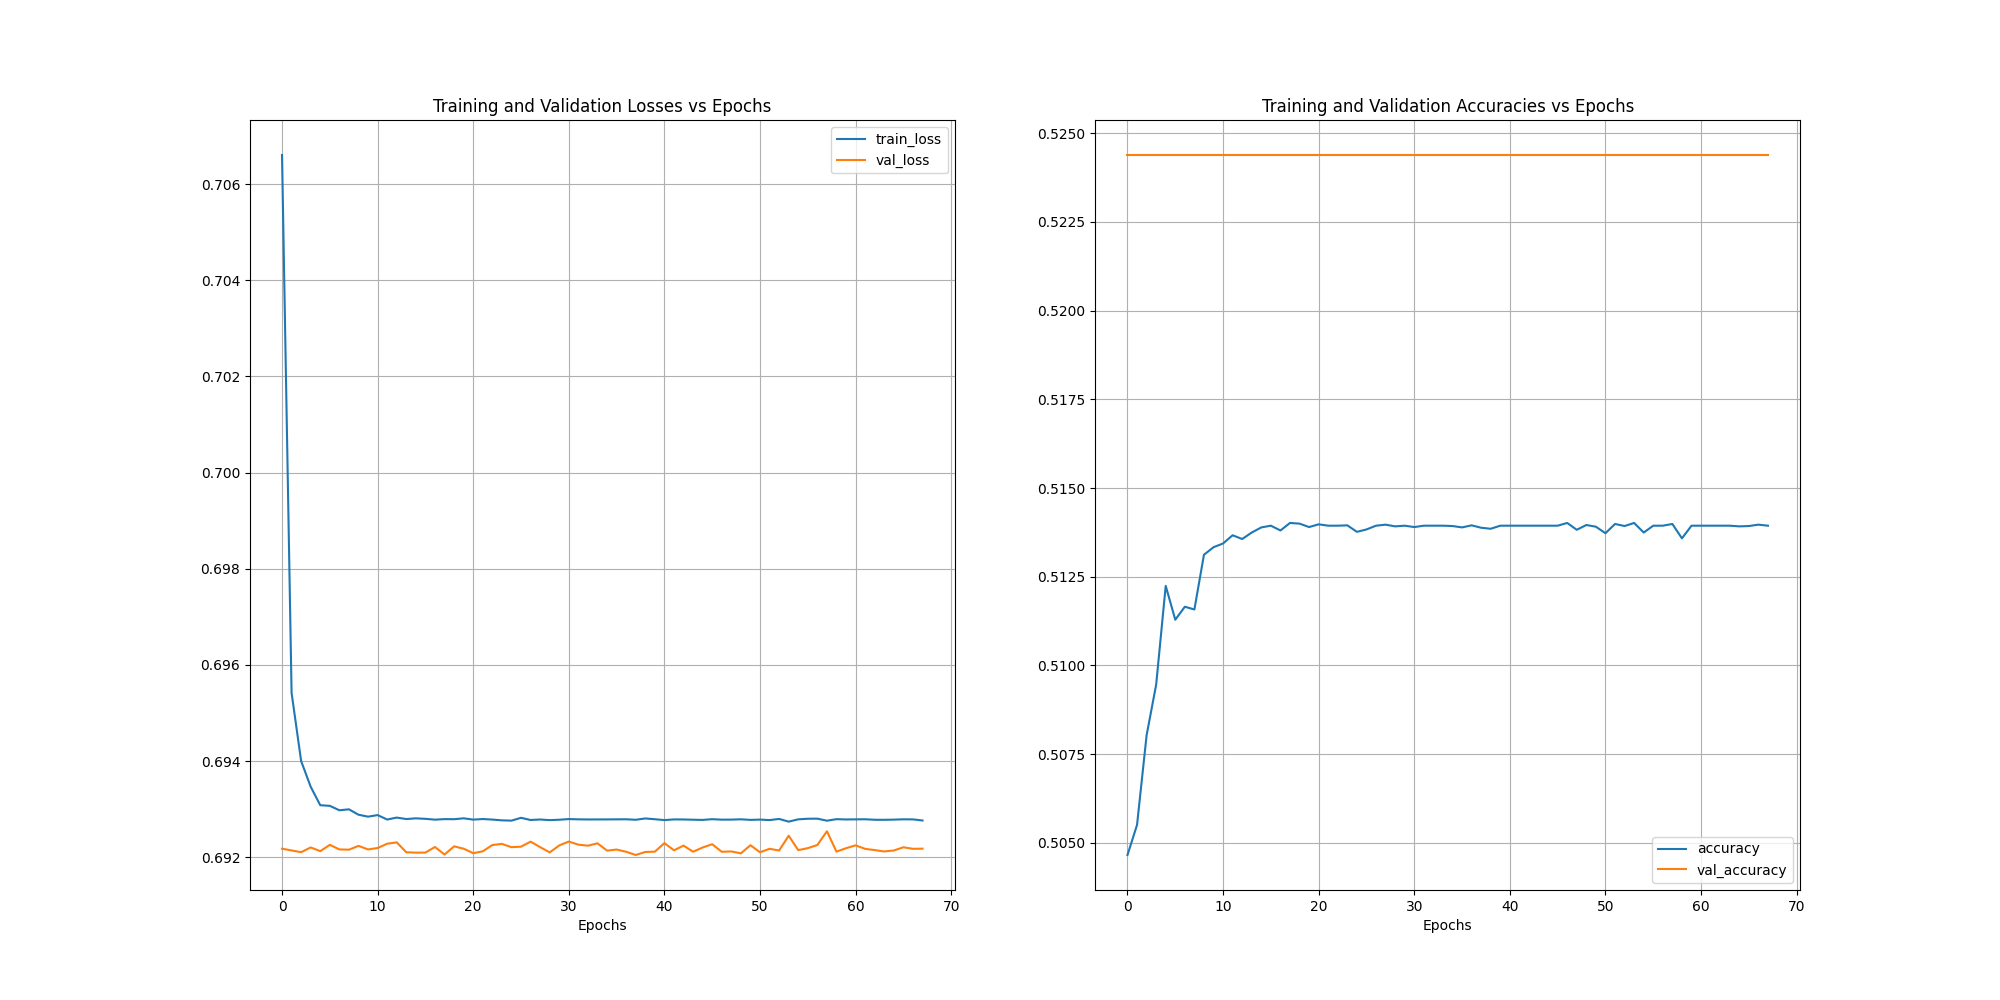 Training and Validation Losses vs Epochs
train_loss
val_loss
0.706
0.704
0.702
0.700
0.698
0.696
0.694
0.692
0 10 20 30 40 50 60 70
Epochs
Training and Validation Accuracies vs Epochs
0.5250
0.5225
0.5200
0.5175
0.5150
0.5125
0.5100
0.5075
0.5050
accuracy
val_accuracy
0 10 20 30 40 50 60 70
Epochs